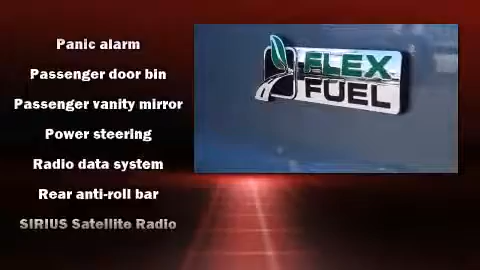 Panic alarm
Passenger door bin
Passenger vanity mirror
Power steering
Radio data system
Rear anti-roll bar
SIRIUS Satellite Radio
FLEX
FUEL